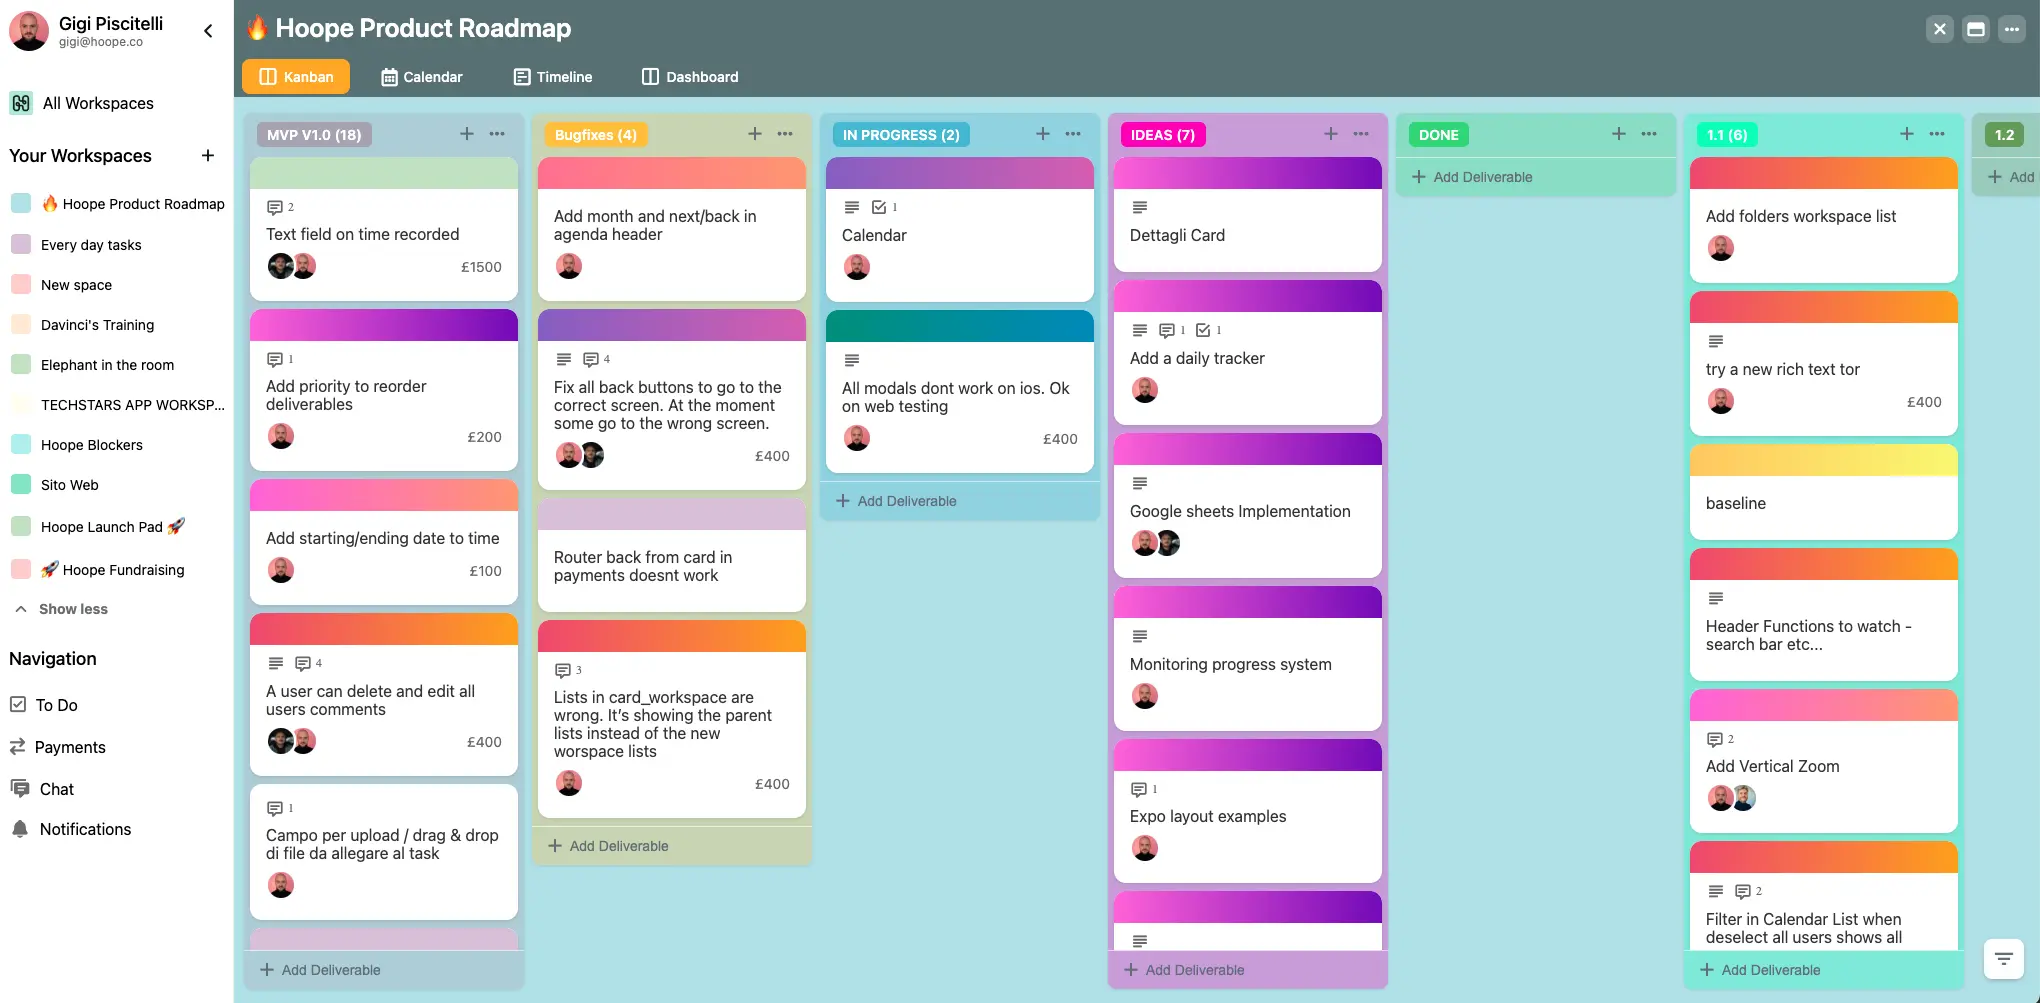 Gigi Piscitelli
gigi@hoope.co
All Workspaces
Your Workspaces
🔥 Hoope Product Roadmap
Every day tasks
New space
Davinci's Training
Elephant in the room
TECHSTARS APP WORKSP...
Hoope Blockers
Sito Web
Hoope Launch Pad 🚀
🚀 Hoope Fundraising
Show less
Navigation
To Do
Payments
Chat
Notifications
🔥 Hoope Product Roadmap
Kanban
Calendar
Timeline
Dashboard
MVP V1.0 (18)
2
Text field on time recorded
£1500
1
Add priority to reorder
deliverables
£200
Add starting/ending date to time
£100
4
A user can delete and edit all
users comments
£400
1
Campo per upload / drag & drop
di file da allegare al task
+ Add Deliverable
Bugfixes (4)
Add month and next/back in
agenda header
4
Fix all back buttons to go to the
correct screen. At the moment
some go to the wrong screen.
£400
Router back from card in
payments doesnt work
3
Lists in card_workspace are
wrong. It's showing the parent
lists instead of the new
worspace lists
£400
+ Add Deliverable
IN PROGRESS (2)
1
Calendar
All modals dont work on ios. Ok
on web testing
£400
+ Add Deliverable
IDEAS (7)
Dettagli Card
1 1
Add a daily tracker
Google sheets Implementation
Monitoring progress system
1
Expo layout examples
+ Add Deliverable
DONE
+ Add Deliverable
1.1 (6)
Add folders workspace list
try a new rich text tor
£400
baseline
Header Functions to watch -
search bar etc...
2
Add Vertical Zoom
2
Filter in Calendar List when
deselect all users shows all
+ Add Deliverable
1.2
+ Add